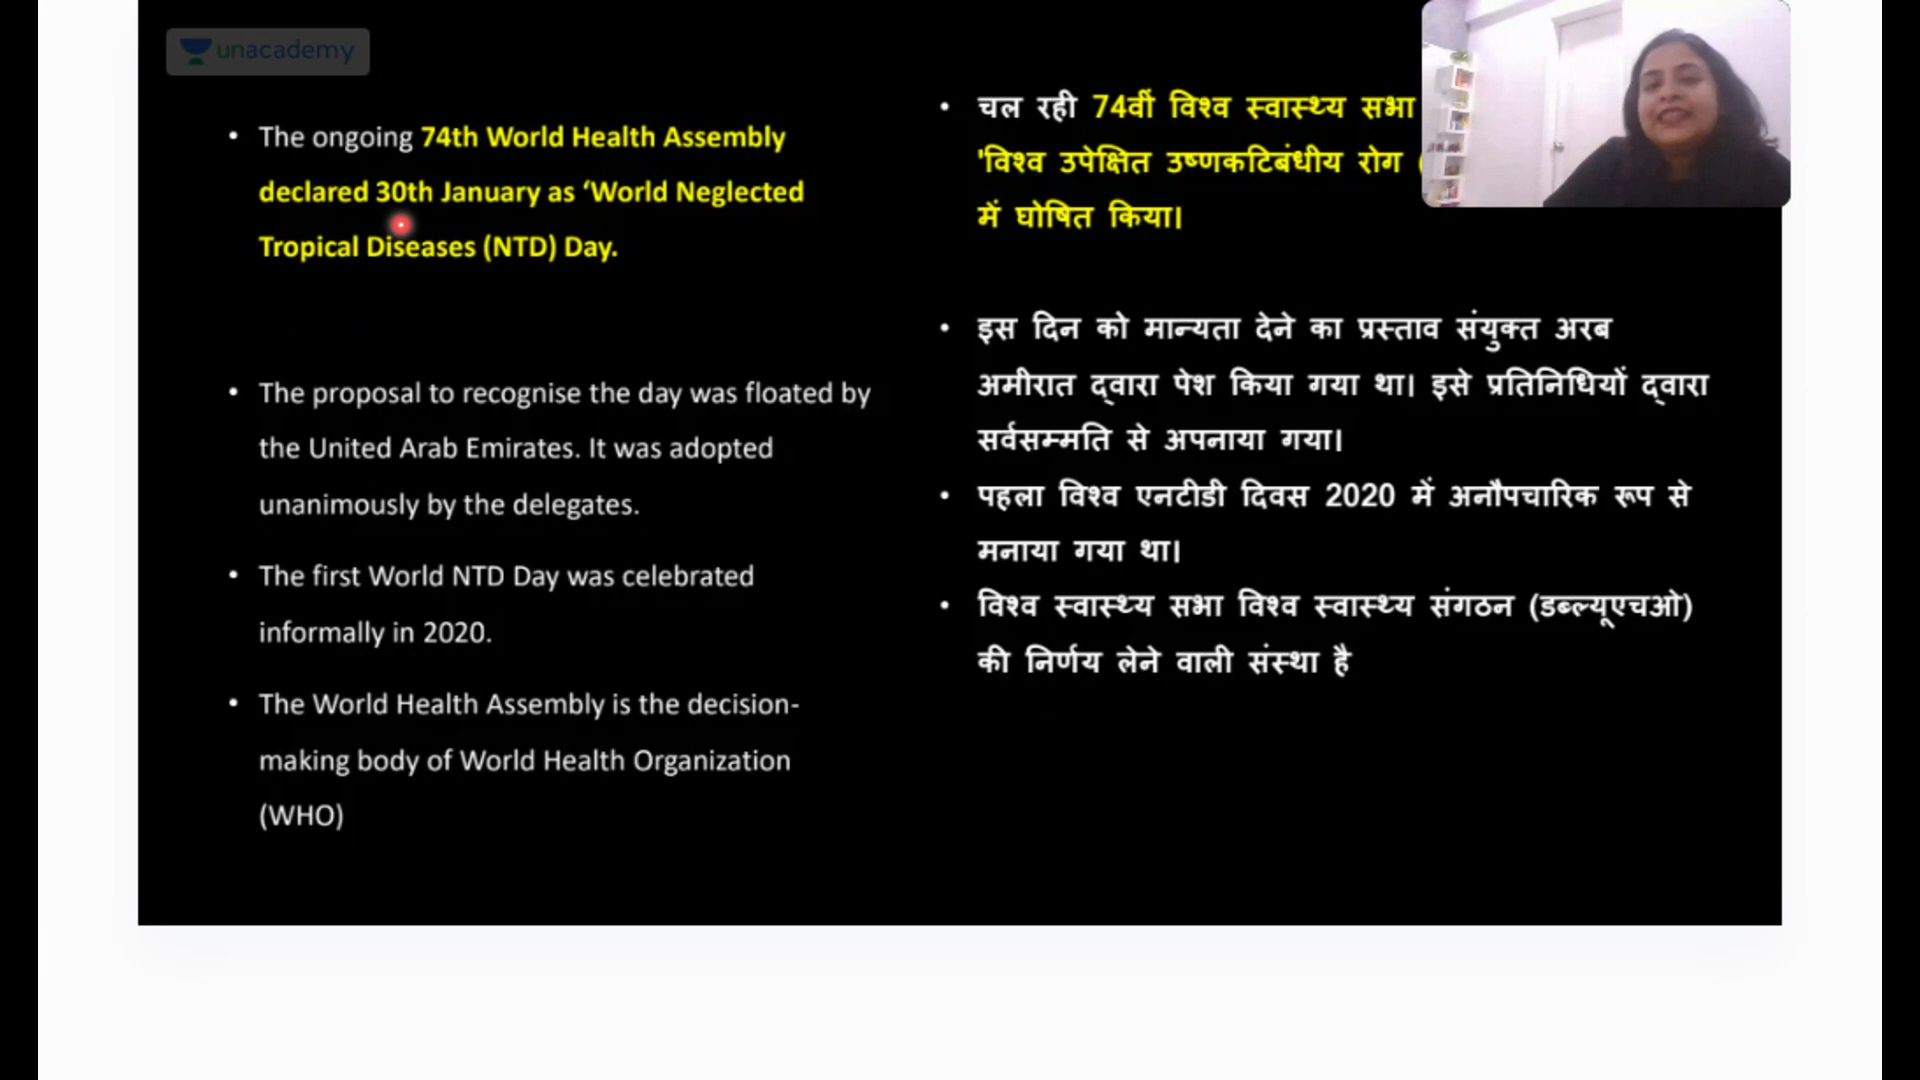 unacademy
• The ongoing 74th World Health Assembly
declared 30th January as ‘World Neglected
Tropical Diseases (NTD) Day.
• The proposal to recognise the day was floated by
the United Arab Emirates. It was adopted
unanimously by the delegates.
• The first World NTD Day was celebrated
informally in 2020.
• The World Health Assembly is the decision-
making body of World Health Organization
(WHO)
• चल रही 74वीं विश्व स्वास्थ्य सभा
'विश्व उपेक्षित उष्णकटिबंधीय रोग (
में घोषित किया।
• इस दिन को मान्यता देने का प्रस्ताव संयुक्त अरब
अमीरात द्वारा पेश किया गया था। इसे प्रतिनिधियों द्वारा
सर्वसम्मति से अपनाया गया।
• पहला विश्व एनटीडी दिवस 2020 में अनौपचारिक रूप से
मनाया गया था।
• विश्व स्वास्थ्य सभा विश्व स्वास्थ्य संगठन (डब्ल्यूएचओ)
की निर्णय लेने वाली संस्था है